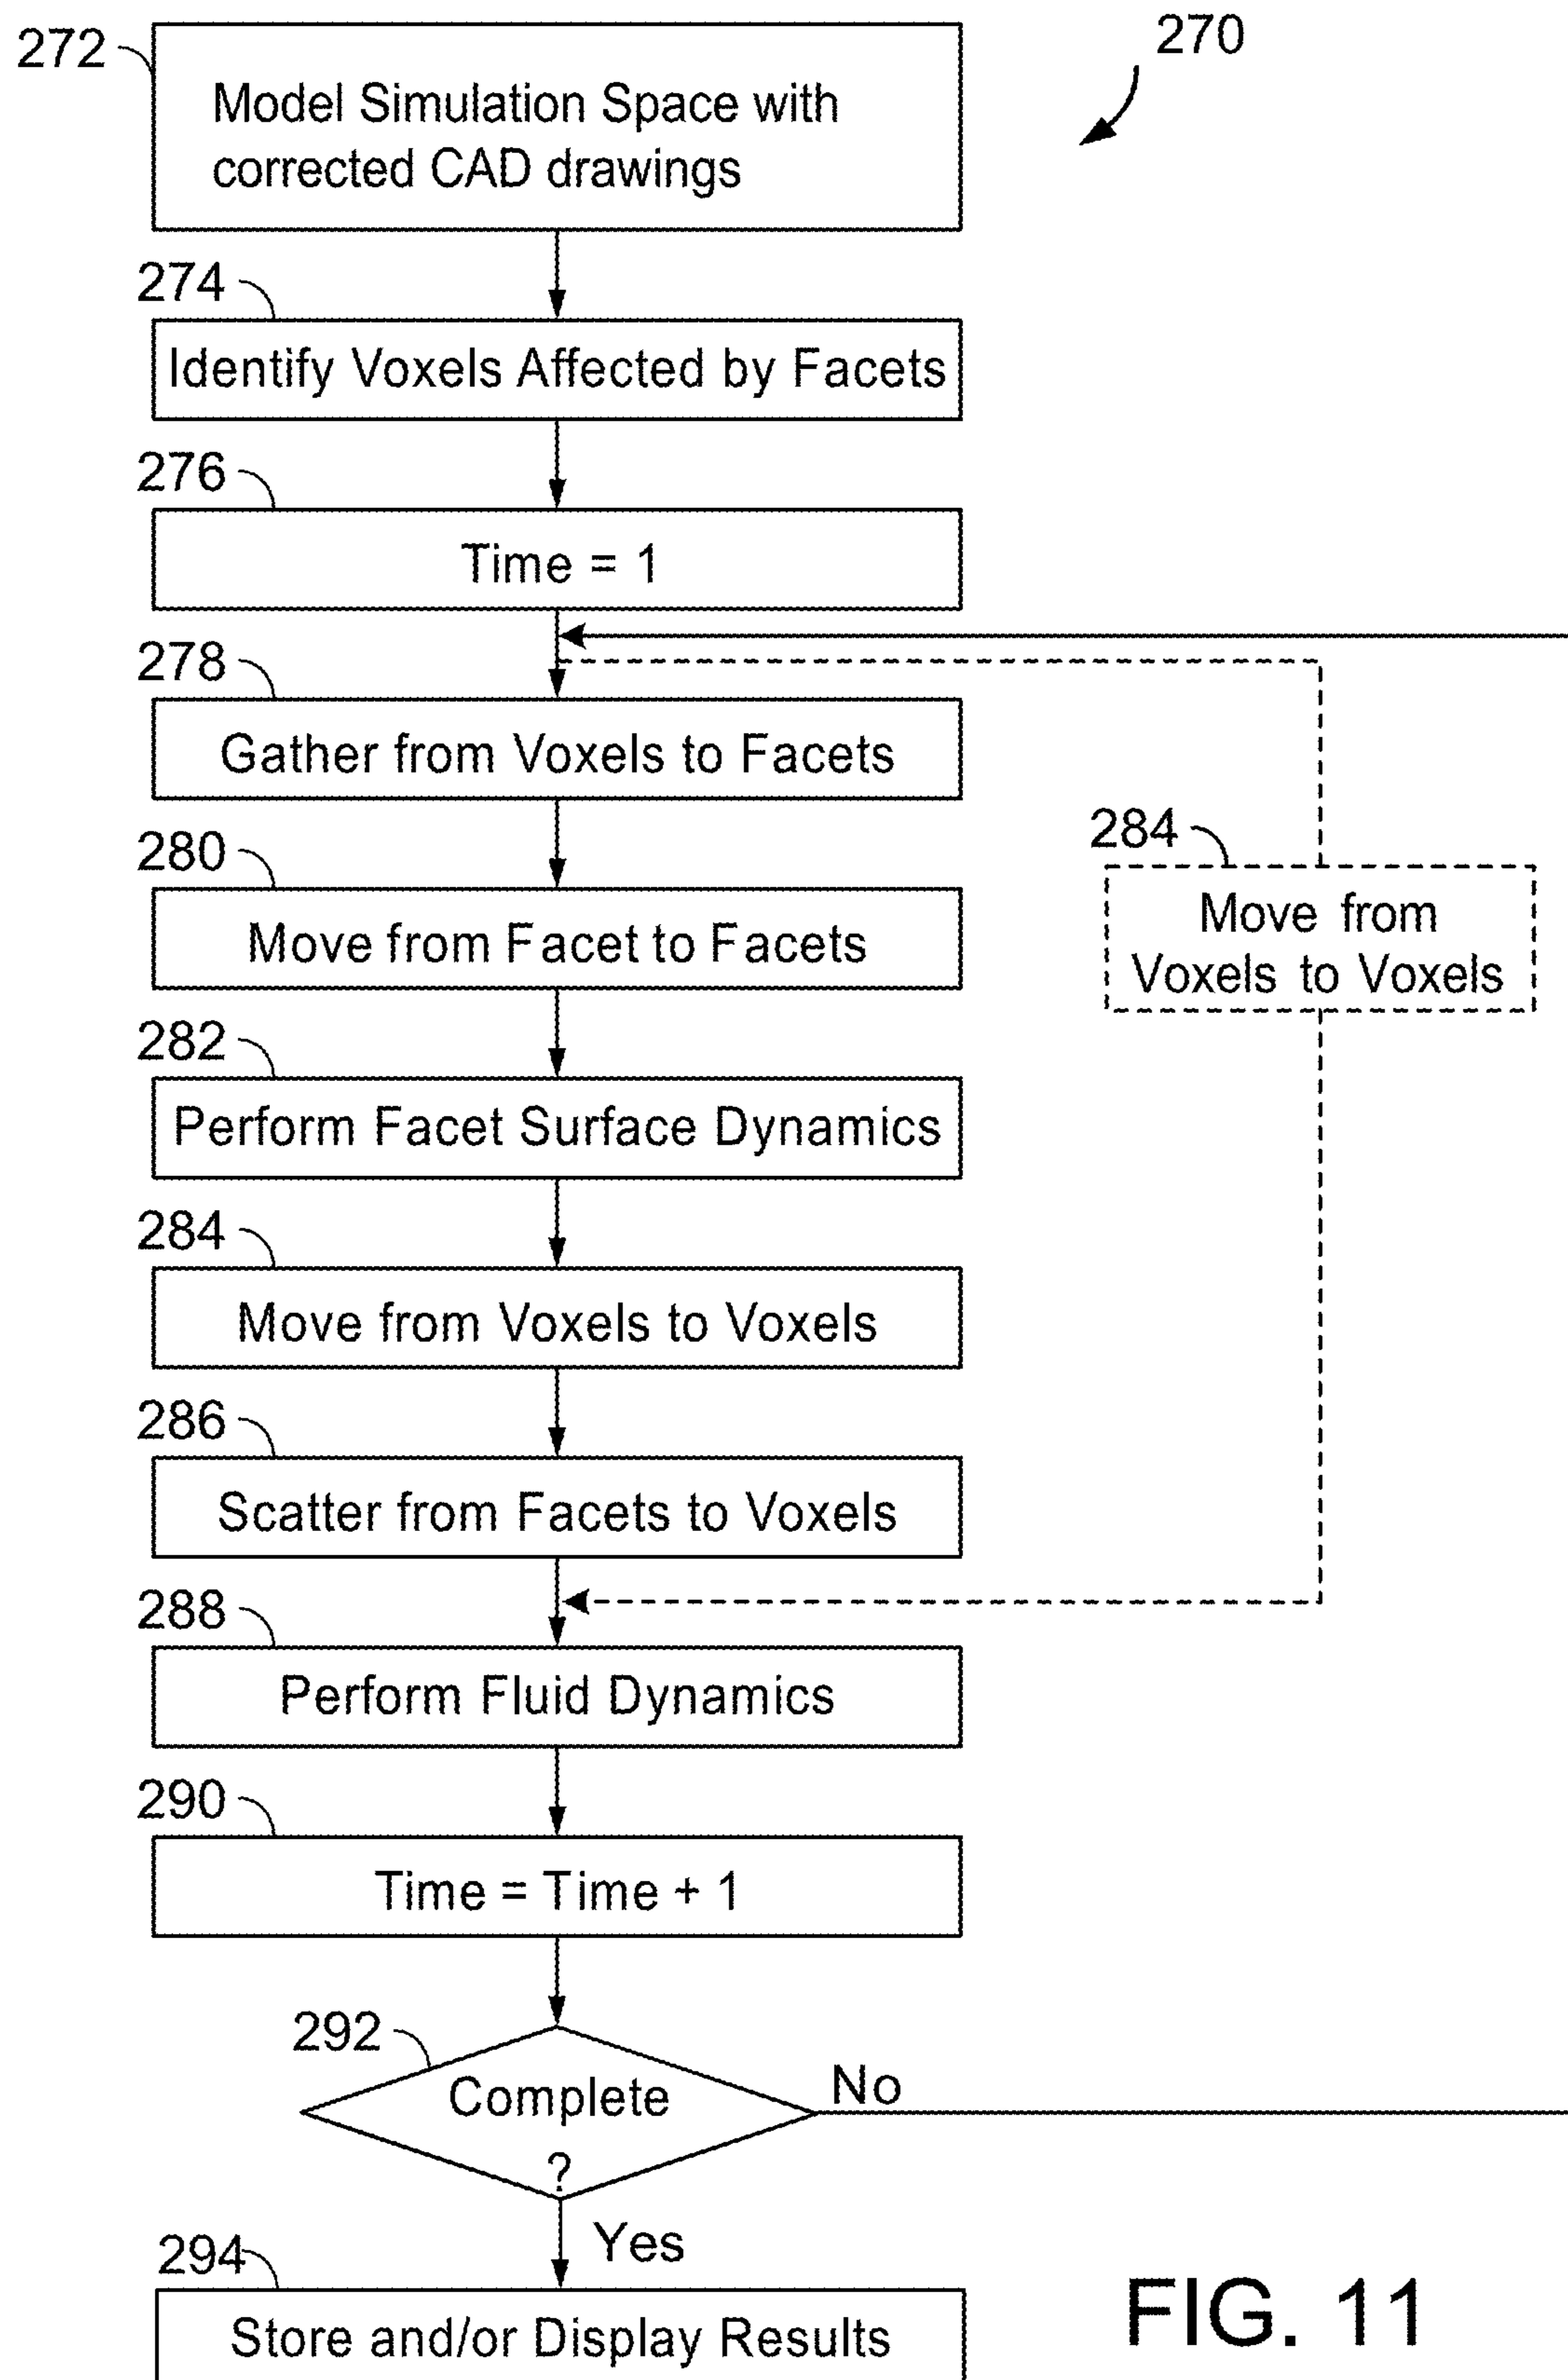 270
272
Model Simulation Space with
corrected CAD drawings
274
Identify Voxels Affected by Facets
276
Time = 1
278
Gather from Voxels to Facets
280
Move from Facet to Facets
284
Move from
Voxels to Voxels
282
Perform Facet Surface Dynamics
284
Move from Voxels to Voxels
286
Scatter from Facets to Voxels
288
Perform Fluid Dynamics
290
Time = Time + 1
292
Complete
?
No
Yes
294
Store and/or Display Results
FIG. 11